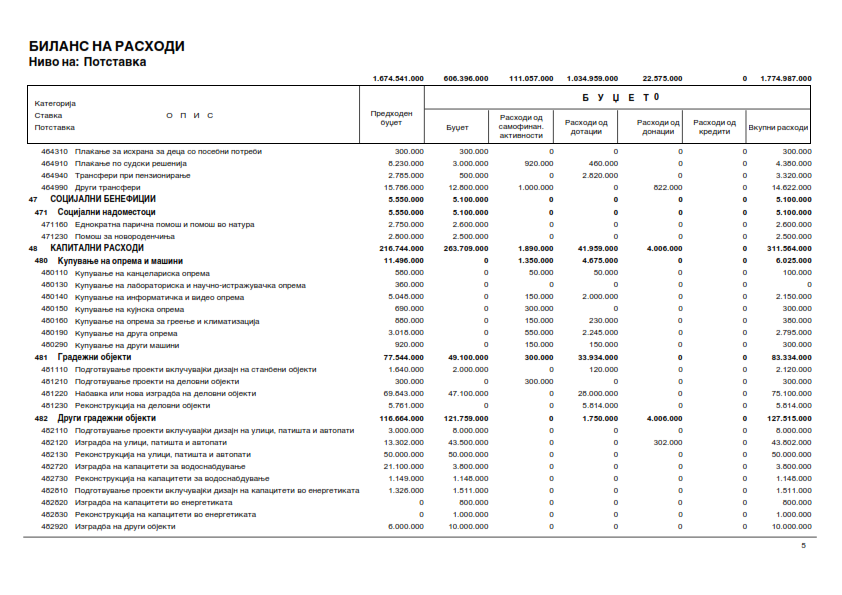 БИЛАНС НА РАСХОДИ
Ниво на: Потставка
1.674.541.000 606.396.000 111.057.000 1.034.959.000 22.575.000 0 1.774.987.000
Категорија
Ставка О П И С
Потставка
Предходен буџет
Б У Џ Е Т 0
Буџет
Расходи од самофинан. активности
Расходи од дотации
Расходи од донации
Расходи од кредити
Вкупни расходи
464310 Плаќање за исхрана за деца со посебни потреби 300.000 300.000 0 0 0 0 300.000
464910 Плаќање по судски решенија 8.230.000 3.000.000 920.000 460.000 0 0 4.380.000
464940 Трансфери при пензионирање 2.785.000 500.000 0 2.820.000 0 0 3.320.000
464990 Други трансфери 15.786.000 12.800.000 1.000.000 0 822.000 0 14.622.000
47 СОЦИЈАЛНИ БЕНЕФИЦИИ 5.550.000 5.100.000 0 0 0 0 5.100.000
471 Социјални надоместоци 5.550.000 5.100.000 0 0 0 0 5.100.000
471160 Еднократна парична помош и помош во натура 2.750.000 2.600.000 0 0 0 0 2.600.000
471230 Помош за новороденчиња 2.800.000 2.500.000 0 0 0 0 2.500.000
48 КАПИТАЛНИ РАСХОДИ 216.744.000 263.709.000 1.890.000 41.959.000 4.006.000 0 311.564.000
480 Купување на опрема и машини 11.496.000 0 1.350.000 4.675.000 0 0 6.025.000
480110 Купување на канцелариска опрема 580.000 0 50.000 50.000 0 0 100.000
480130 Купување на лабораториска и научно-истражувачка опрема 360.000 0 0 0 0 0 0
480140 Купување на информатичка и видео опрема 5.048.000 0 150.000 2.000.000 0 0 2.150.000
480150 Купување на кујнска опрема 690.000 0 300.000 0 0 0 300.000
480160 Купување на опрема за греење и климатизација 880.000 0 150.000 230.000 0 0 380.000
480190 Купување на друга опрема 3.018.000 0 550.000 2.245.000 0 0 2.795.000
480290 Купување на други машини 920.000 0 150.000 150.000 0 0 300.000
481 Градежни објекти 77.544.000 49.100.000 300.000 33.934.000 0 0 83.334.000
481110 Подготвување проекти вклучувајќи дизајн на станбени објекти 1.640.000 2.000.000 0 120.000 0 0 2.120.000
481210 Подготвување проекти на деловни објекти 300.000 0 300.000 0 0 0 300.000
481220 Набавка или нова изградба на деловни објекти 69.843.000 47.100.000 0 28.000.000 0 0 75.100.000
481230 Реконструкција на деловни објекти 5.761.000 0 0 5.814.000 0 0 5.814.000
482 Други градежни објекти 116.664.000 121.759.000 0 1.750.000 4.006.000 0 127.515.000
482110 Подготвување проекти вклучувајќи дизајн на улици, патишта и автопати 3.000.000 8.000.000 0 0 0 0 8.000.000
482120 Изградба на улици, патишта и автопати 13.302.000 43.500.000 0 0 302.000 0 43.802.000
482130 Реконструкција на улици, патишта и автопати 50.000.000 50.000.000 0 0 0 0 50.000.000
482720 Изградба на капацитети за водоснабдување 21.100.000 3.800.000 0 0 0 0 3.800.000
482730 Реконструкција на капацитети за водоснабдување 1.149.000 1.148.000 0 0 0 0 1.148.000
482810 Подготвување проекти вклучувајќи дизајн на капацитети во енергетиката 1.326.000 1.511.000 0 0 0 0 1.511.000
482820 Изградба на капацитети во енергетиката 0 800.000 0 0 0 0 800.000
482830 Реконструкција на капацитети во енергетиката 0 1.000.000 0 0 0 0 1.000.000
482920 Изградба на други објекти 6.000.000 10.000.000 0 0 0 0 10.000.000
5